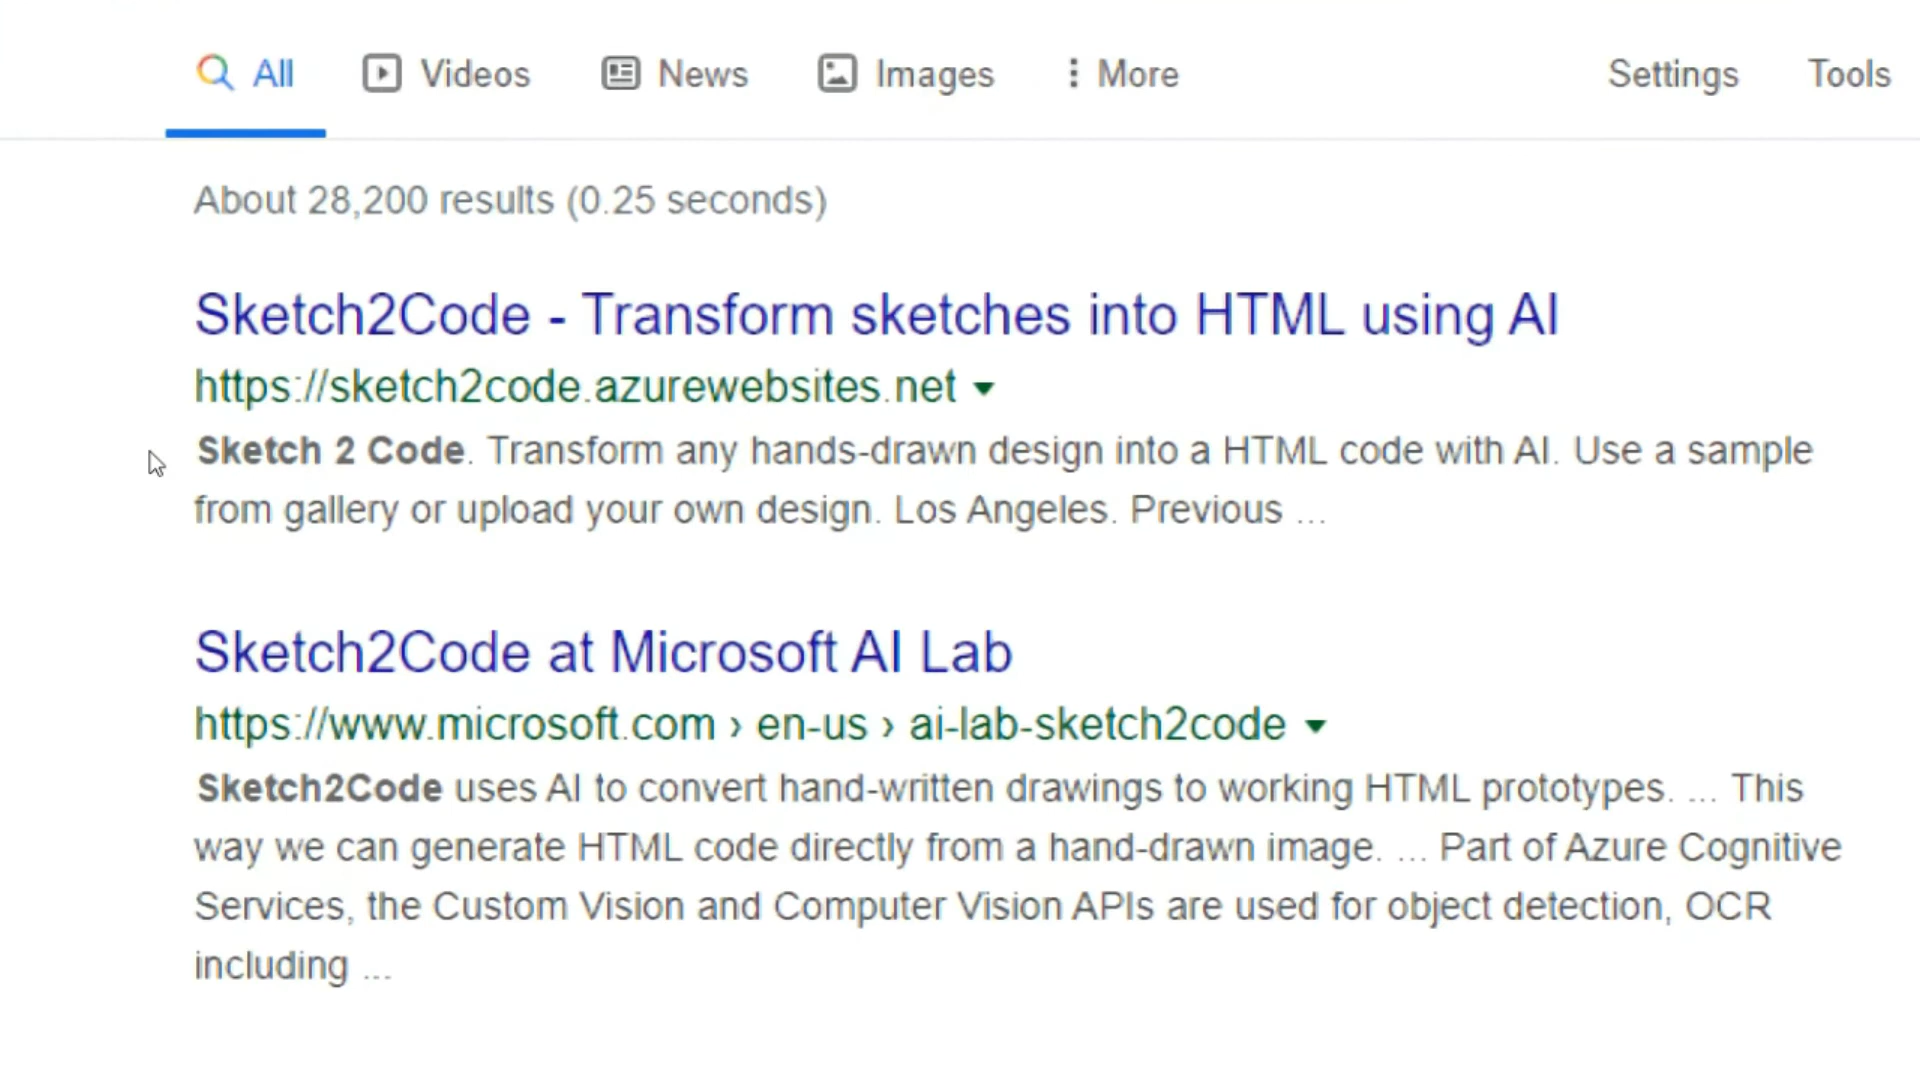 All Videos News Images More Settings Tools
About 28,200 results (0.25 seconds)
Sketch2Code - Transform sketches into HTML using AI
https://sketch2code.azurewebsites.net
Sketch 2 Code. Transform any hands-drawn design into a HTML code with AI. Use a sample
from gallery or upload your own design. Los Angeles. Previous ...
Sketch2Code at Microsoft AI Lab
https://www.microsoft.com › en-us › ai-lab-sketch2code
Sketch2Code uses AI to convert hand-written drawings to working HTML prototypes. ... This
way we can generate HTML code directly from a hand-drawn image. ... Part of Azure Cognitive
Services, the Custom Vision and Computer Vision APIs are used for object detection, OCR
including ...